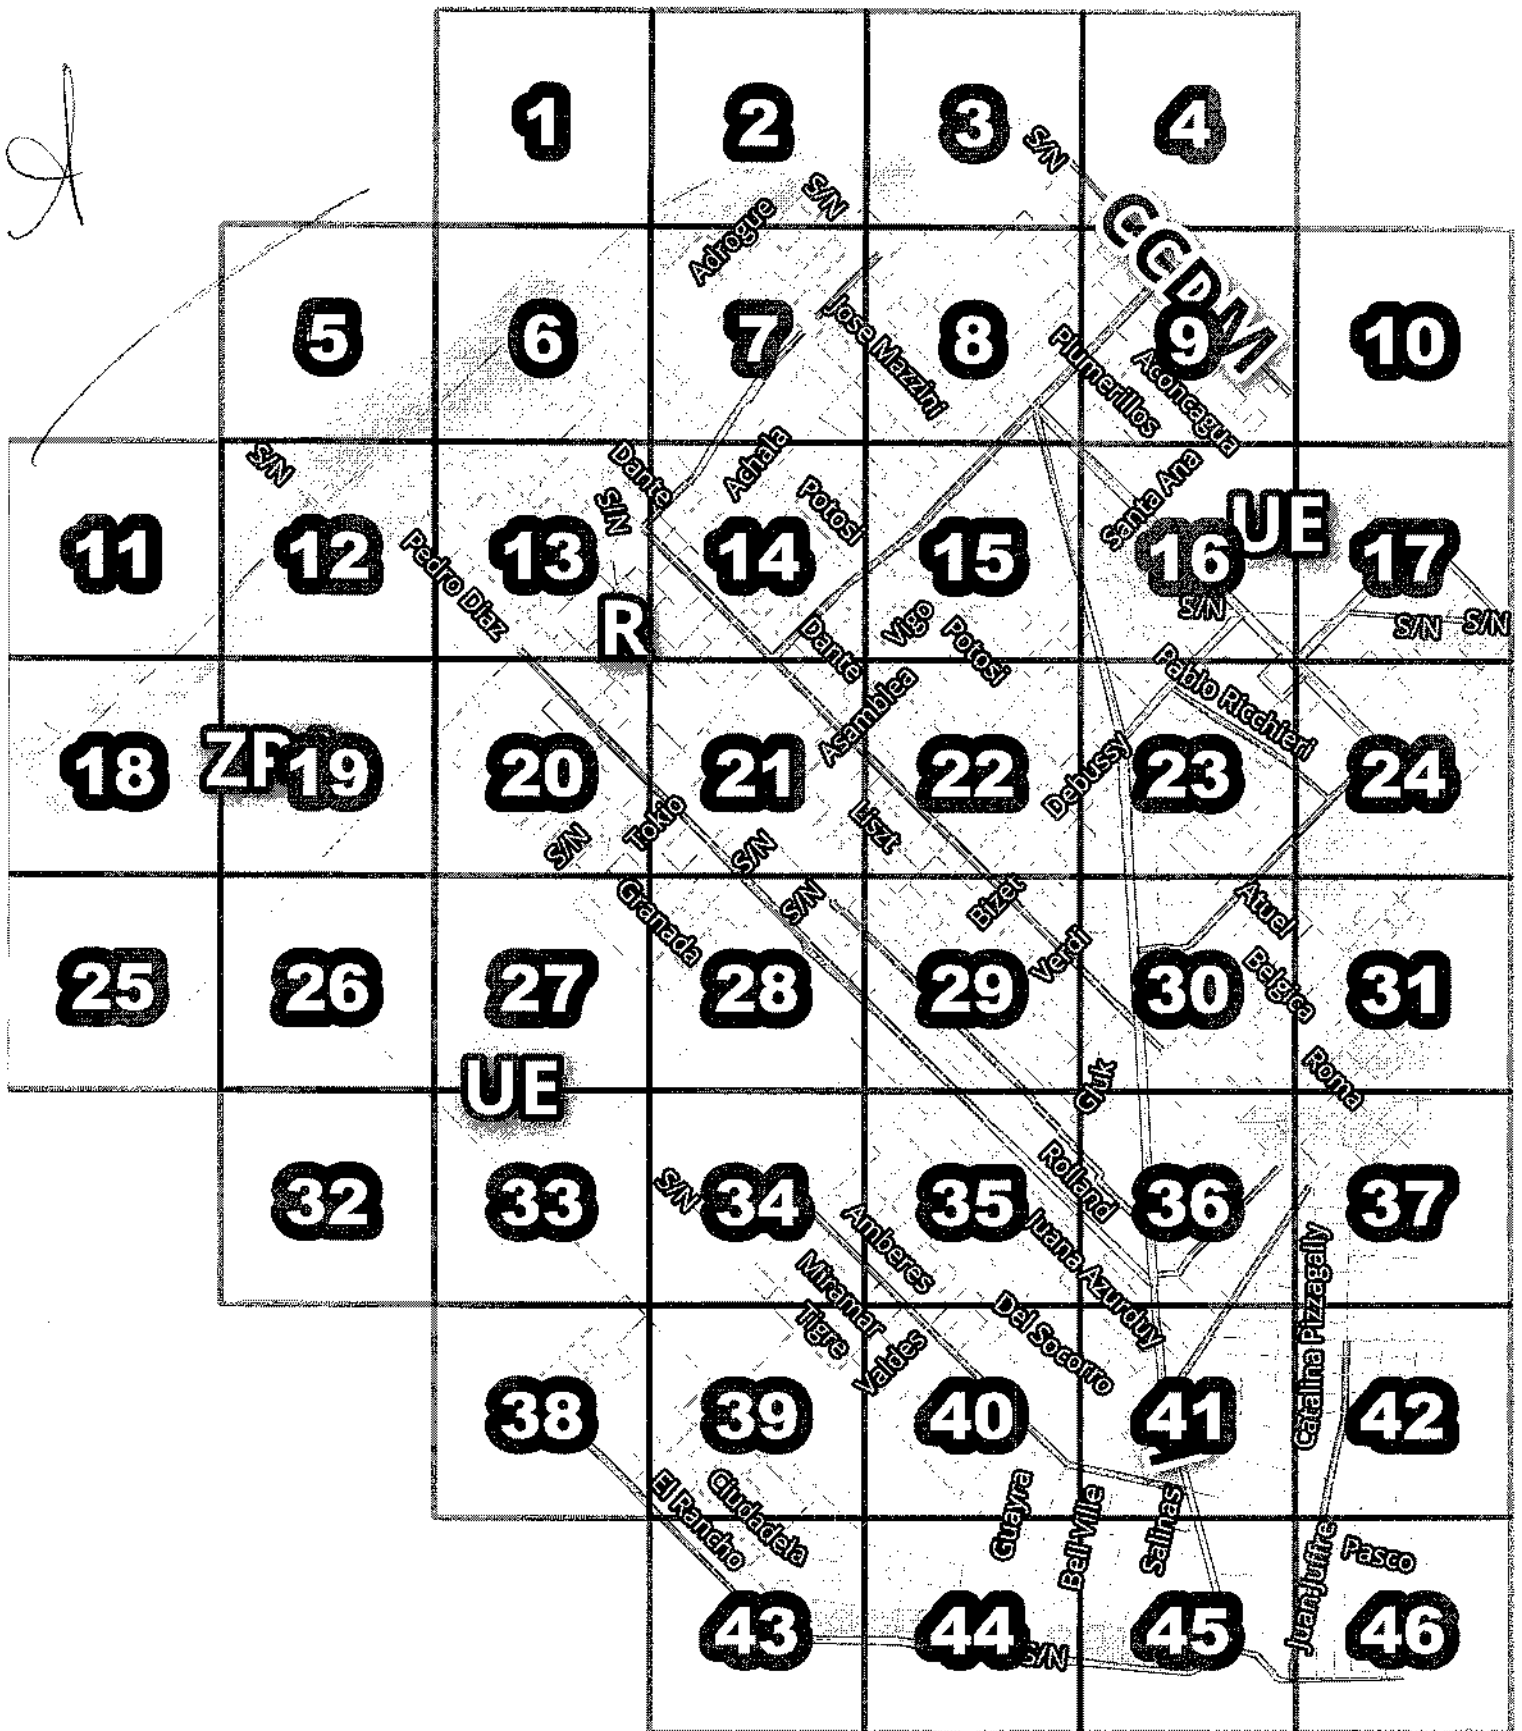 1 2 3 4
S/N
S/N
Adrogue
CCDM
5 6 7 8 9 10
Jose Mazzini
Plumerillos
Aconcagua
S/N
Dante
Achala
Santa Ana
S/N
Potosi
UE
11 12 13 14 15 16 17
Pedro Diaz
R
S/N
S/N
S/N
Dante
Vigo
Potosi
Pablo Ricchieri
Asamblea
18 19 20 21 22 23 24
Debussy
Tokio
Liszt
S/N
S/N
Granada
S/N
Bizet
Atuel
Verdi
Belgica
25 26 27 28 29 30 31
UE
Gluk
Roma
32 33 34 35 36 37
S/N
Rolland
Amberes
Juana Azurduy
Miramar
Tigre
Valdes
Del Socorro
Catalina Pizzagally
38 39 40 41 42
El Rancho
Ciudadela
Guayra
Bell Ville
Salinas
Juan Juffre
Pasco
43 44 45 46
S/N